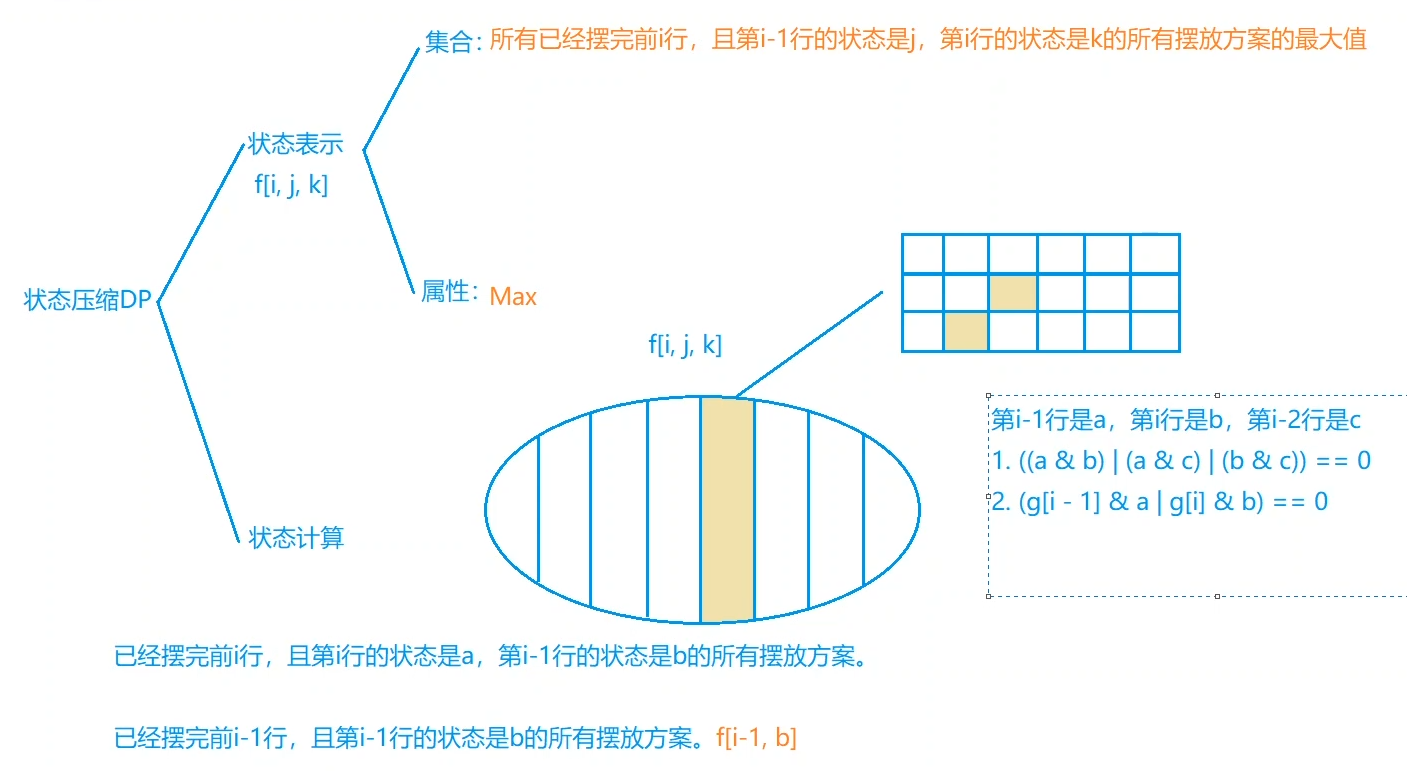 集合：所有已经摆完前i行，且第i-1行的状态是j，第i行的状态是k的所有摆放方案的最大值
状态表示
f[i, j, k]
状态压缩DP
属性：Max
f[i, j, k]
第i-1行是a，第i行是b，第i-2行是c
1. ((a & b) | (a & c) | (b & c)) == 0
2. (g[i - 1] & a | g[i] & b) == 0
状态计算
已经摆完前i行，且第i行的状态是a，第i-1行的状态是b的所有摆放方案。
已经摆完前i-1行，且第i-1行的状态是b的所有摆放方案。f[i-1, b]